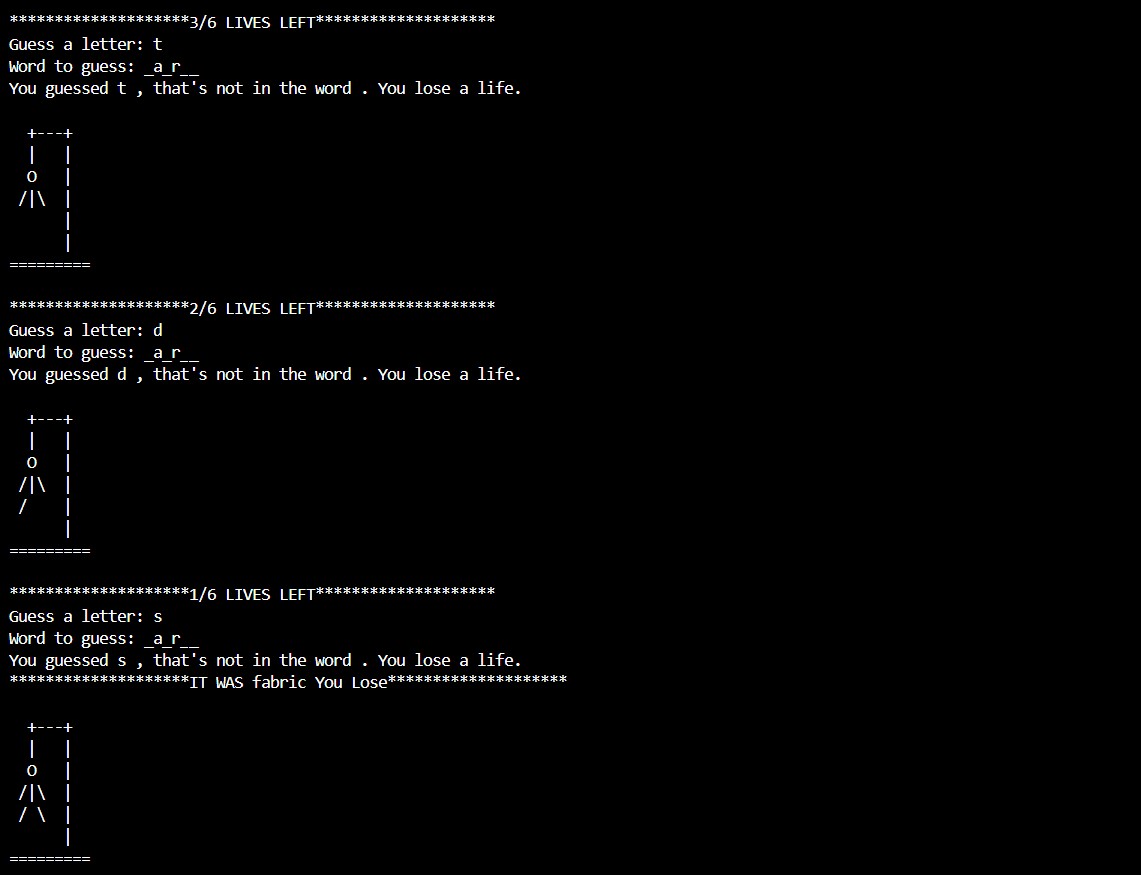 ********************3/6 LIVES LEFT********************
Guess a letter: t
Word to guess: _a_r__
You guessed t , that's not in the word . You lose a life.

  +---+
  |   |
  O   |
 /|\  |
      |
      |
=========

********************2/6 LIVES LEFT********************
Guess a letter: d
Word to guess: _a_r__
You guessed d , that's not in the word . You lose a life.

  +---+
  |   |
  O   |
 /|\  |
 /    |
      |
=========

********************1/6 LIVES LEFT********************
Guess a letter: s
Word to guess: _a_r__
You guessed s , that's not in the word . You lose a life.
********************IT WAS fabric You Lose********************

  +---+
  |   |
  O   |
 /|\  |
 / \  |
      |
=========